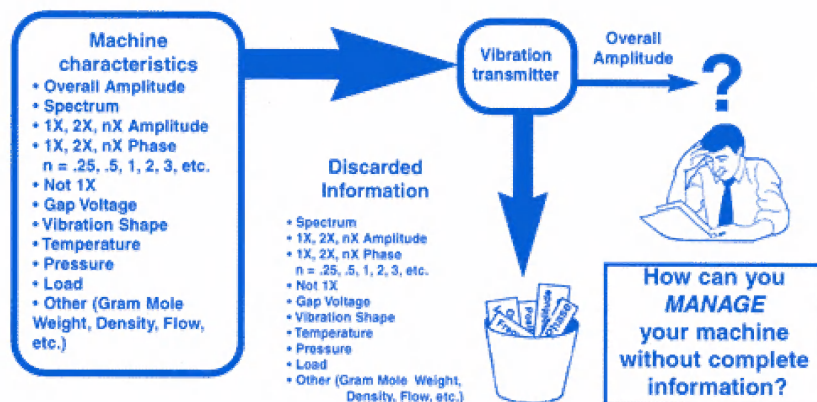 Machine
characteristics
• Overall Amplitude
• Spectrum
• 1X, 2X, nX Amplitude
• 1X, 2X, nX Phase
n = .25, .5, 1, 2, 3, etc.
• Not 1X
• Gap Voltage
• Vibration Shape
• Temperature
• Pressure
• Load
• Other (Gram Mole
Weight, Density, Flow,
etc.)
Vibration
transmitter
Overall
Amplitude
?
Discarded
Information
• Spectrum
• 1X, 2X, nX Amplitude
• 1X, 2X, nX Phase
n = .25, .5, 1, 2, 3, etc.
• Not 1X
• Gap Voltage
• Vibration Shape
• Temperature
• Pressure
• Load
• Other (Gram Mole Weight,
Density, Flow, etc.)
Phase
How can you
MANAGE
your machine
without complete
information?